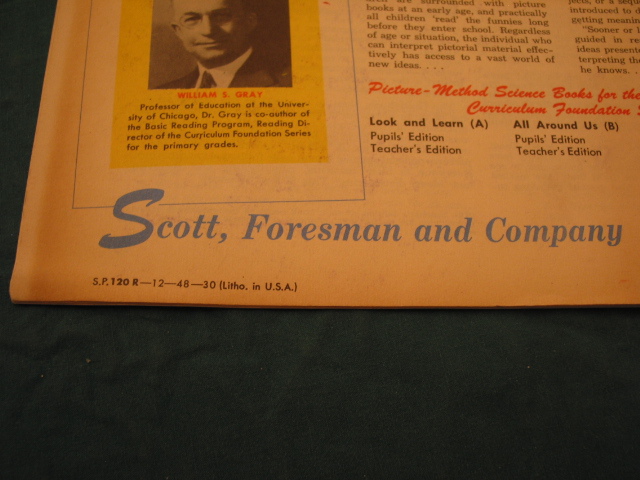 WILLIAM S. GRAY
Professor of Education at the Univer-
sity of Chicago, Dr. Gray is co-author of
the Basic Reading Program, Reading Di-
rector of the Curriculum Foundation Series
for the primary grades.
are surrounded with picture
books at an early age, and practically
all children 'read' the funnies long
before they enter school. Regardless
of age or situation, the individual who
can interpret pictorial material effec-
tively has access to a vast world of
new ideas. . . .
introduced to
getting meaning
"Sooner or
guided in
ideas present
terpreting the
he knows. .
Picture-Method Science Books for the
Curriculum Foundation
Look and Learn (A)
Pupils' Edition
Teacher's Edition
All Around Us (B)
Pupils' Edition
Teacher's Edition
Scott, Foresman and Company
S.P. 120 R—12—48—30 (Litho. in U.S.A.)